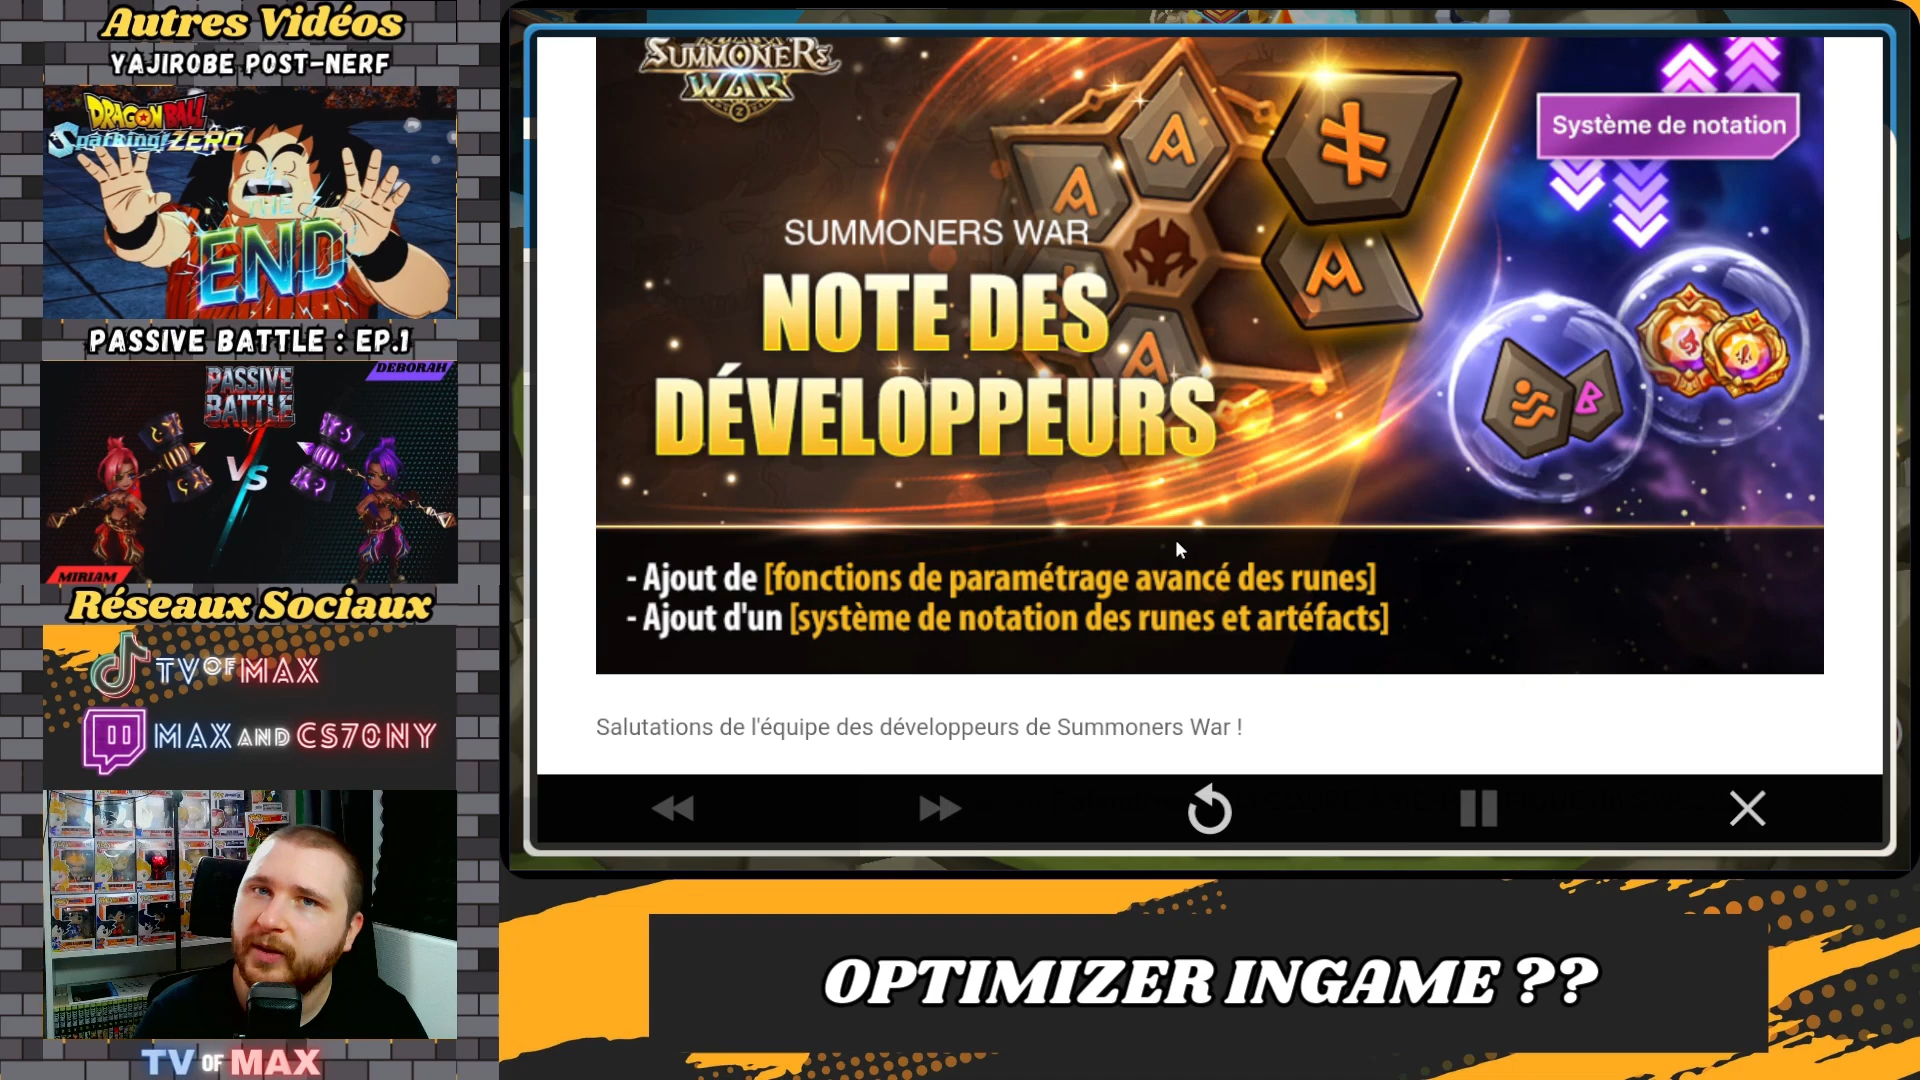 Autres Vidéos
YAJIROBE POST-NERF
DRAGON BALL
Sparking! ZERO
THE
END
PASSIVE BATTLE : EP.1
DEBORAH
PASSIVE
BATTLE
VS
MIRIAM
Réseaux Sociaux
TV OF MAX
MAX AND CS70NY
TV OF MAX
SUMMONERS
WAR
Système de notation
SUMMONERS WAR
NOTE DES
DÉVELOPPEURS
- Ajout de [fonctions de paramétrage avancé des runes]
- Ajout d'un [système de notation des runes et artéfacts]
Salutations de l'équipe des développeurs de Summoners War !
OPTIMIZER INGAME ??